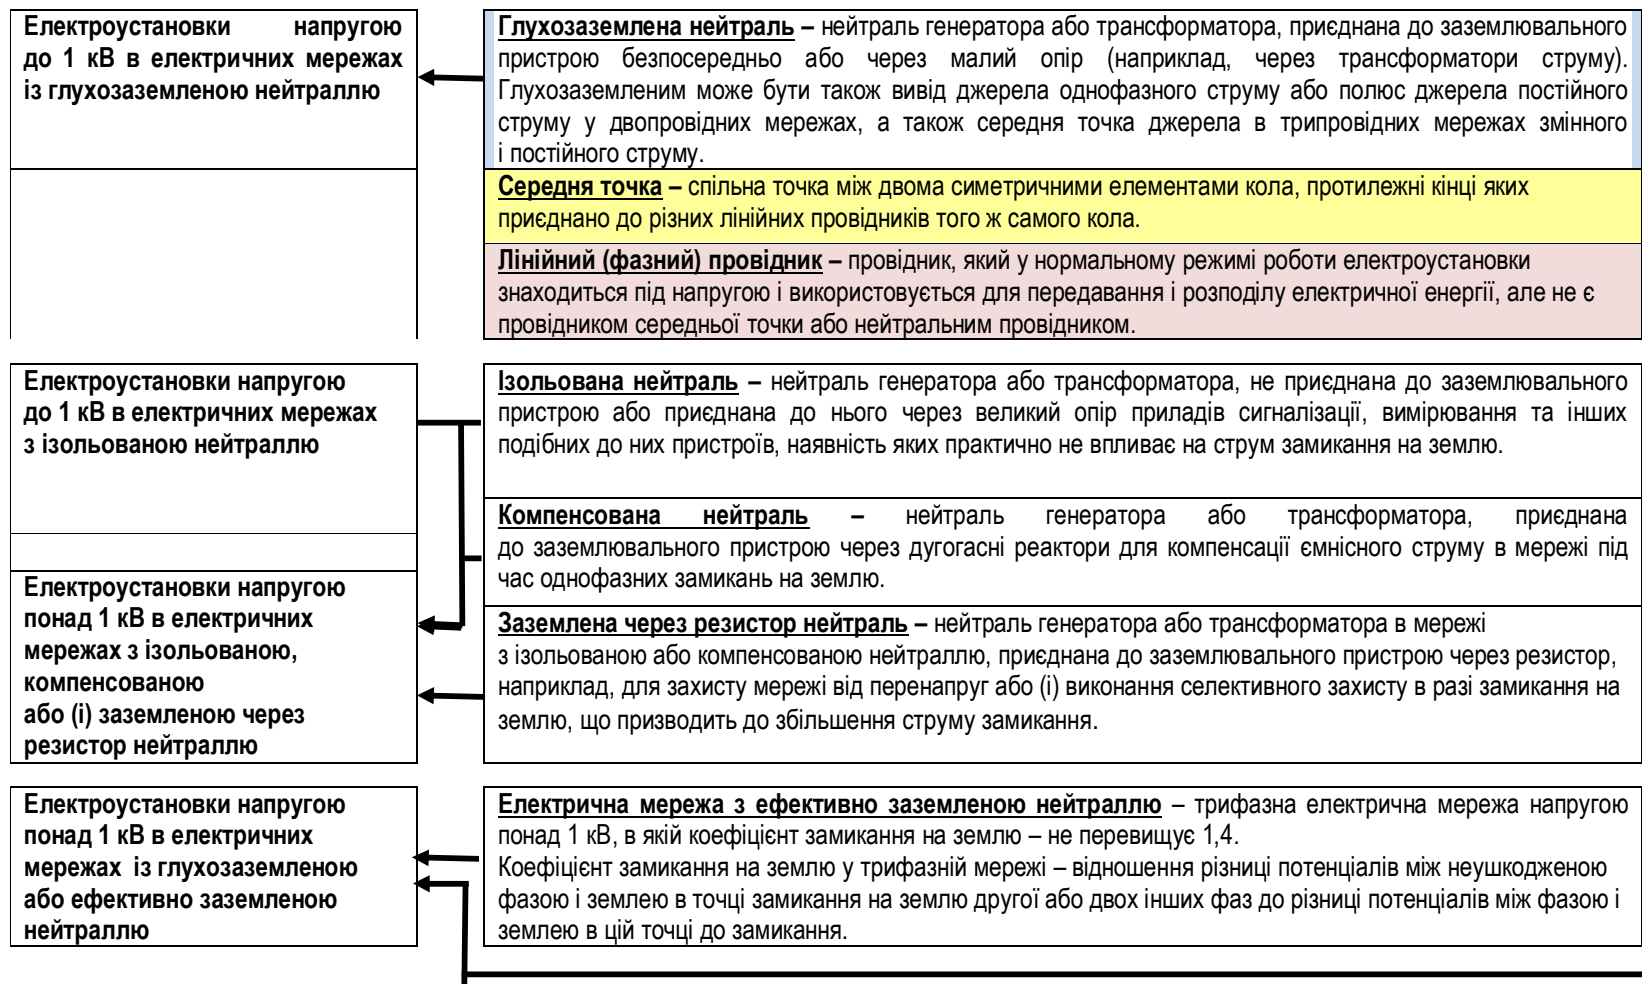 Електроустановки напругою
до 1 кВ в електричних мережах
із глухозаземленою нейтраллю
Глухозаземлена нейтраль – нейтраль генератора або трансформатора, приєднана до заземлювального
пристрою безпосередньо або через малий опір (наприклад, через трансформатори струму).
Глухозаземленим може бути також вивід джерела однофазного струму або полюс джерела постійного
струму у двопровідних мережах, а також середня точка джерела в трипровідних мережах змінного
і постійного струму.
Середня точка – спільна точка між двома симетричними елементами кола, протилежні кінці яких
приєднано до різних лінійних провідників того ж самого кола.
Лінійний (фазний) провідник – провідник, який у нормальному режимі роботи електроустановки
знаходиться під напругою і використовується для передавання і розподілу електричної енергії, але не є
провідником середньої точки або нейтральним провідником.
Електроустановки напругою
до 1 кВ в електричних мережах
з ізольованою нейтраллю
Ізольована нейтраль – нейтраль генератора або трансформатора, не приєднана до заземлювального
пристрою або приєднана до нього через великий опір приладів сигналізації, вимірювання та інших
подібних до них пристроїв, наявність яких практично не впливає на струм замикання на землю.
Компенсована нейтраль – нейтраль генератора або трансформатора, приєднана
до заземлювального пристрою через дугогасні реактори для компенсації ємнісного струму в мережі під
час однофазних замикань на землю.
Електроустановки напругою
понад 1 кВ в електричних
мережах з ізольованою,
компенсованою
або (і) заземленою через
резистор нейтраллю
Заземлена через резистор нейтраль – нейтраль генератора або трансформатора в мережі
з ізольованою або компенсованою нейтраллю, приєднана до заземлювального пристрою через резистор,
наприклад, для захисту мережі від перенапруг або (і) виконання селективного захисту в разі замикання на
землю, що призводить до збільшення струму замикання.
Електроустановки напругою
понад 1 кВ в електричних
мережах із глухозаземленою
або ефективно заземленою
нейтраллю
Електрична мережа з ефективно заземленою нейтраллю – трифазна електрична мережа напругою
понад 1 кВ, в якій коефіцієнт замикання на землю – не перевищує 1,4.
Коефіцієнт замикання на землю у трифазній мережі – відношення різниці потенціалів між неушкодженою
фазою і землею в точці замикання на землю другої або двох інших фаз до різниці потенціалів між фазою і
землею в цій точці до замикання.